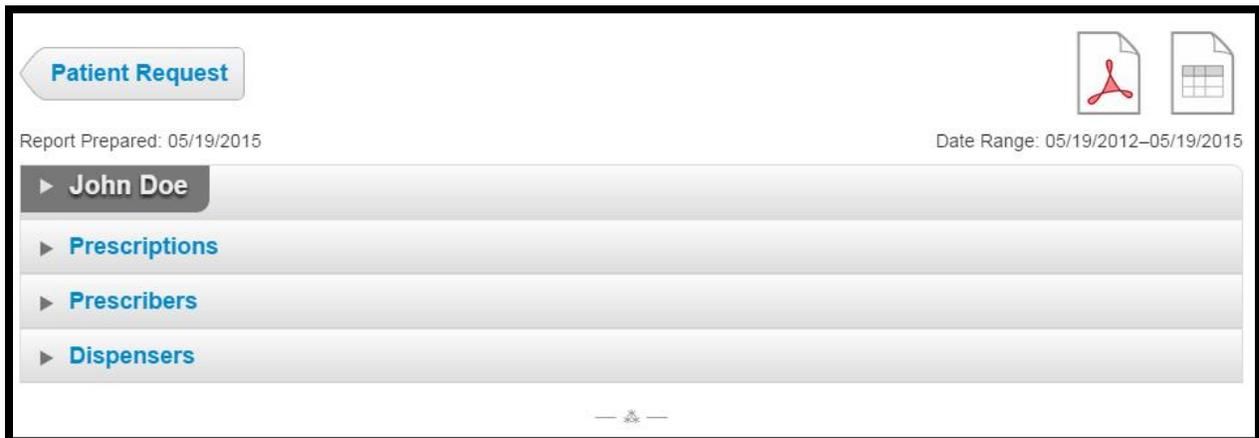 Patient Request
Report Prepared: 05/19/2015 Date Range: 05/19/2012–05/19/2015
John Doe
Prescriptions
Prescribers
Dispensers